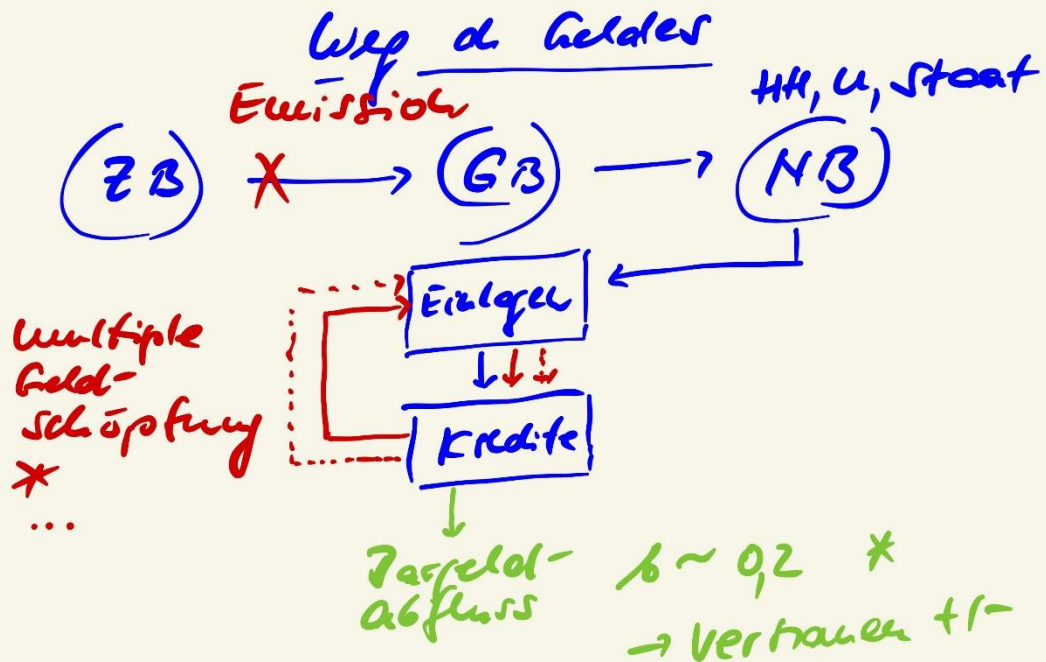 Weg d. Geldes
Emission
HH, U, Staat
ZB
GB
NB
Einlagen
multiple
Geld-
schöpfung
*
...
Kredite
Bargeld-
abfluss
b ~ 0,2 *
→ Vertrauen +/-